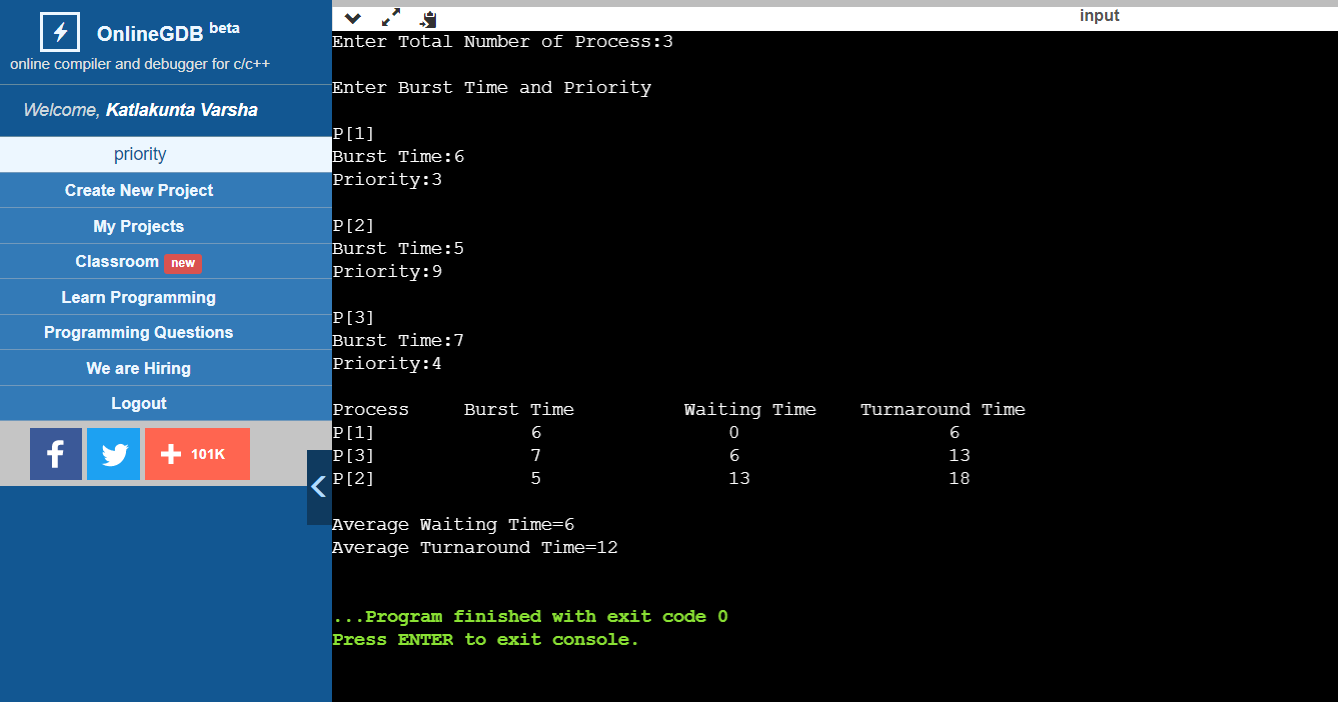 OnlineGDB beta
online compiler and debugger for c/c++
Welcome, Katlakunta Varsha
priority
Create New Project
My Projects
Classroom new
Learn Programming
Programming Questions
We are Hiring
Logout
101K
input
Enter Total Number of Process:3
Enter Burst Time and Priority
P[1]
Burst Time:6
Priority:3
P[2]
Burst Time:5
Priority:9
P[3]
Burst Time:7
Priority:4
Process Burst Time Waiting Time Turnaround Time
P[1] 6 0 6
P[3] 7 6 13
P[2] 5 13 18
Average Waiting Time=6
Average Turnaround Time=12
...Program finished with exit code 0
Press ENTER to exit console.